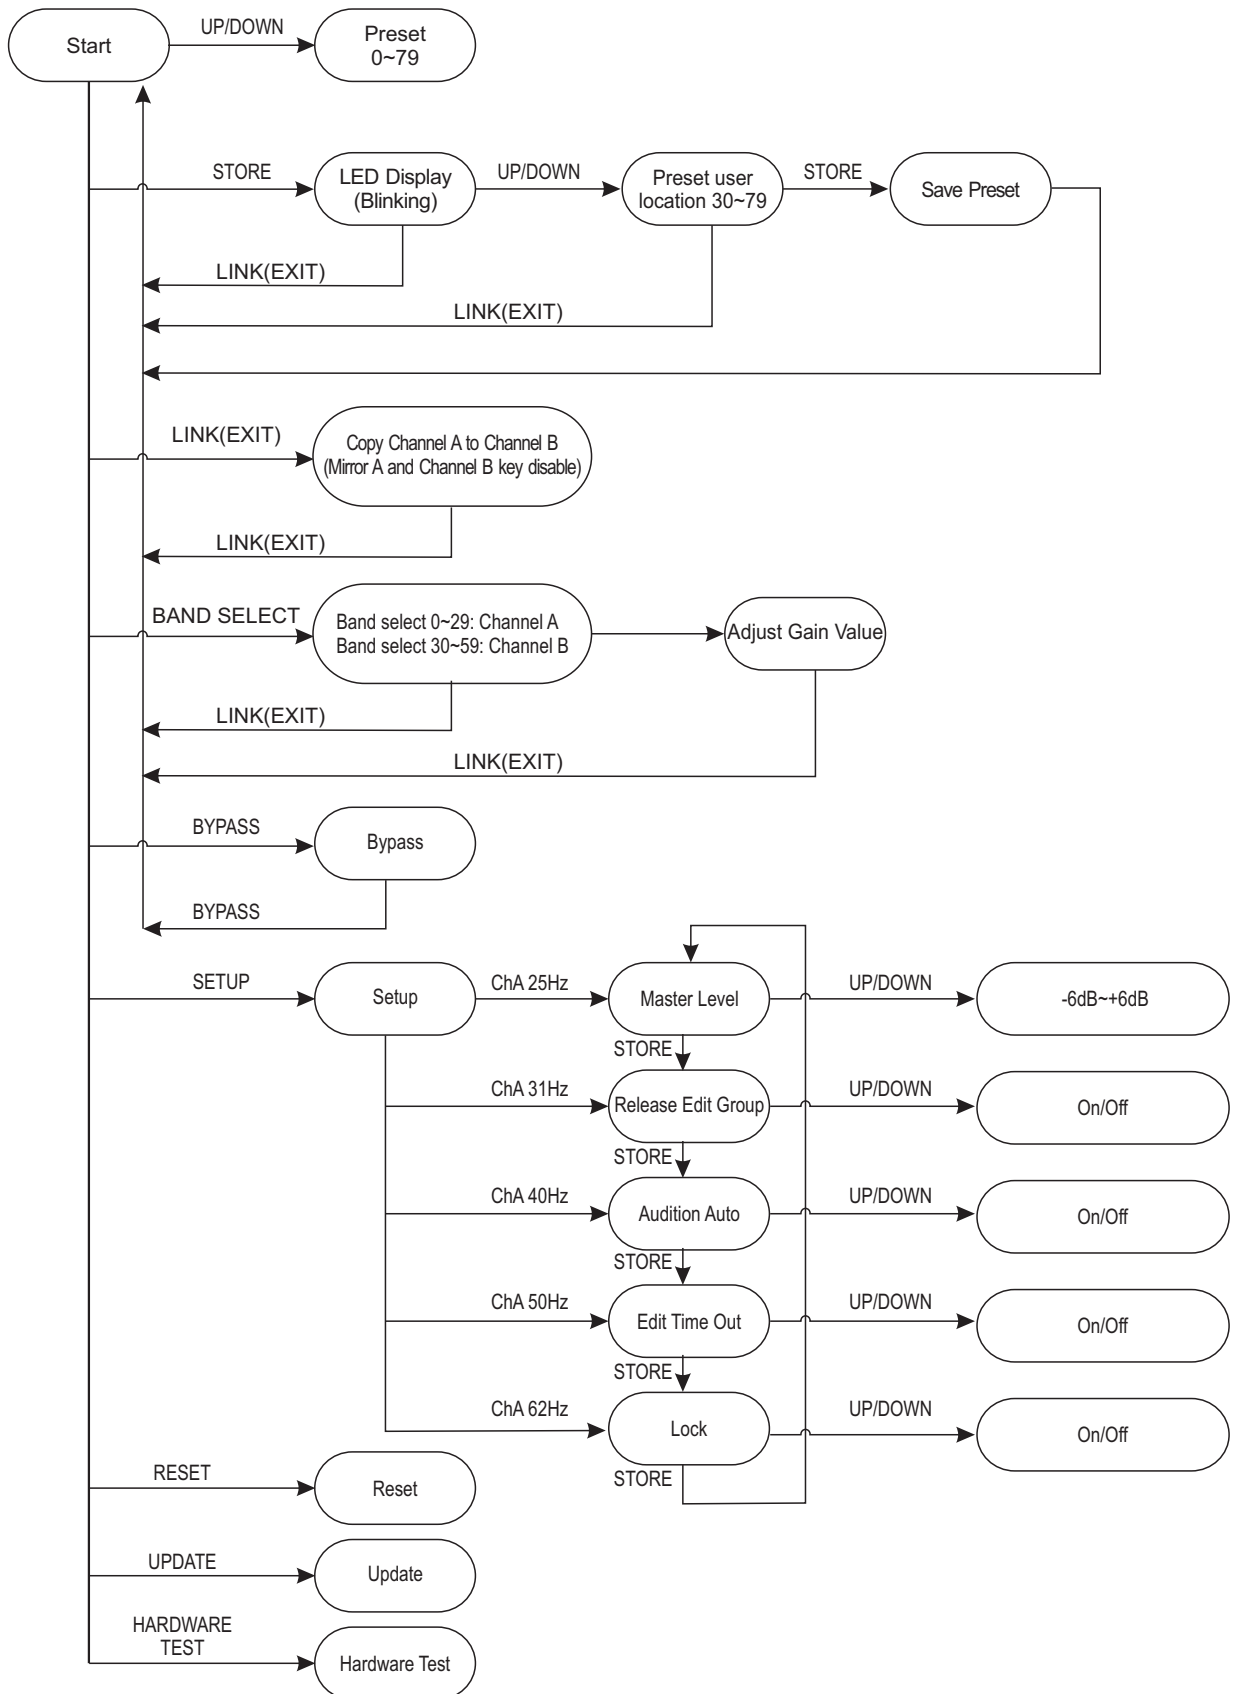 Start
UP/DOWN
Preset
0~79
STORE
LED Display
(Blinking)
UP/DOWN
Preset user
location 30~79
STORE
Save Preset
LINK(EXIT)
LINK(EXIT)
LINK(EXIT)
Copy Channel A to Channel B
(Mirror A and Channel B key disable)
LINK(EXIT)
BAND SELECT
Band select 0~29: Channel A
Band select 30~59: Channel B
Adjust Gain Value
LINK(EXIT)
LINK(EXIT)
BYPASS
Bypass
BYPASS
SETUP
Setup
ChA 25Hz
Master Level
UP/DOWN
-6dB~+6dB
STORE
ChA 31Hz
Release Edit Group
UP/DOWN
On/Off
STORE
ChA 40Hz
Audition Auto
UP/DOWN
On/Off
STORE
ChA 50Hz
Edit Time Out
UP/DOWN
On/Off
STORE
ChA 62Hz
Lock
UP/DOWN
On/Off
STORE
RESET
Reset
UPDATE
Update
HARDWARE
TEST
Hardware Test